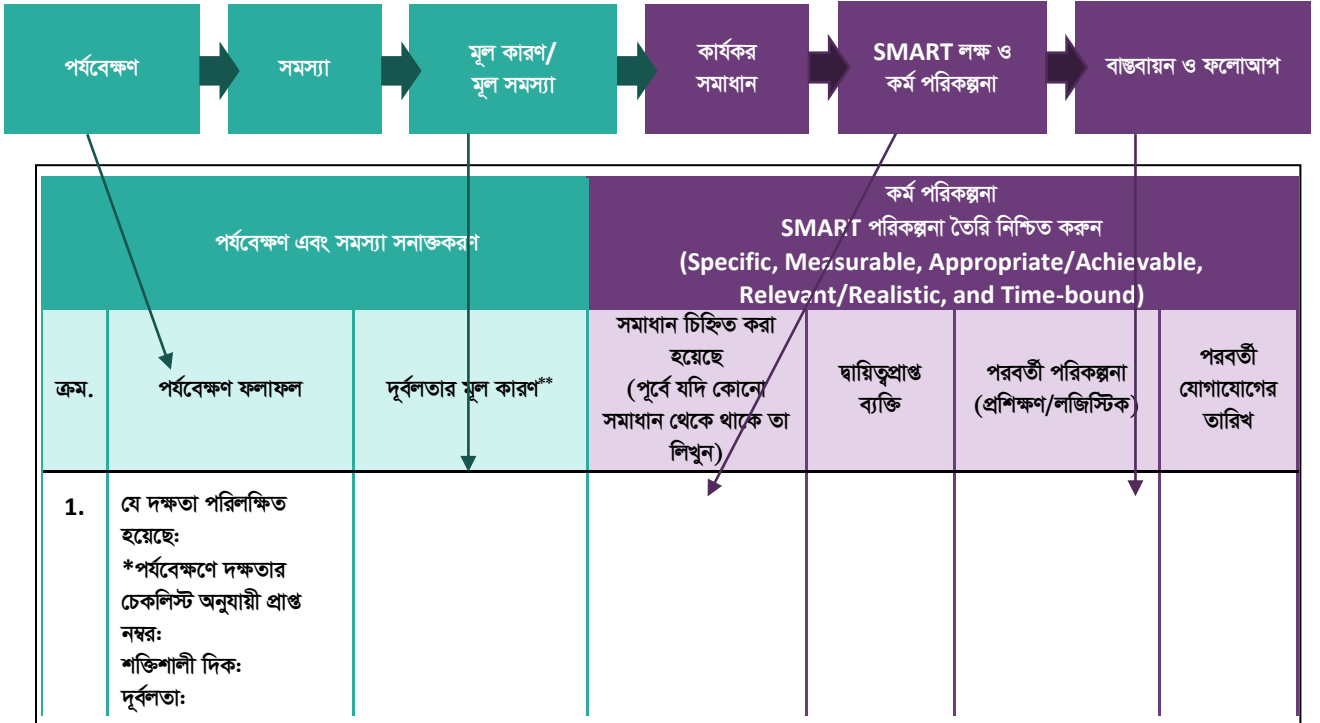 পর্যবেক্ষণ
সমস্যা
মূল কারণ/
মূল সমস্যা
কার্যকর
সমাধান
SMART লক্ষ ও
কর্ম পরিকল্পনা
বাস্তবায়ন ও ফলোআপ
পর্যবেক্ষণ এবং সমস্যা সনাক্তকরণ
কর্ম পরিকল্পনা
SMART পরিকল্পনা তৈরি নিশ্চিত করুন
(Specific, Measurable, Appropriate/Achievable,
Relevant/Realistic, and Time-bound)
ক্রম.
পর্যবেক্ষণ ফলাফল
দূর্বলতার মূল কারণ**
সমাধান চিহ্নিত করা
হয়েছে
(পূর্বে যদি কোনো
সমাধান থেকে থাকে তা
লিখুন)
দ্বায়িত্বপ্রাপ্ত
ব্যক্তি
পরবর্তী পরিকল্পনা
(প্রশিক্ষণ/লজিস্টিক)
পরবর্তী
যোগাযোগের
তারিখ
1.
যে দক্ষতা পরিলক্ষিত
হয়েছে:
*পর্যবেক্ষণে দক্ষতার
চেকলিস্ট অনুযায়ী প্রাপ্ত
নম্বর:
শক্তিশালী দিক:
দূর্বলতা: